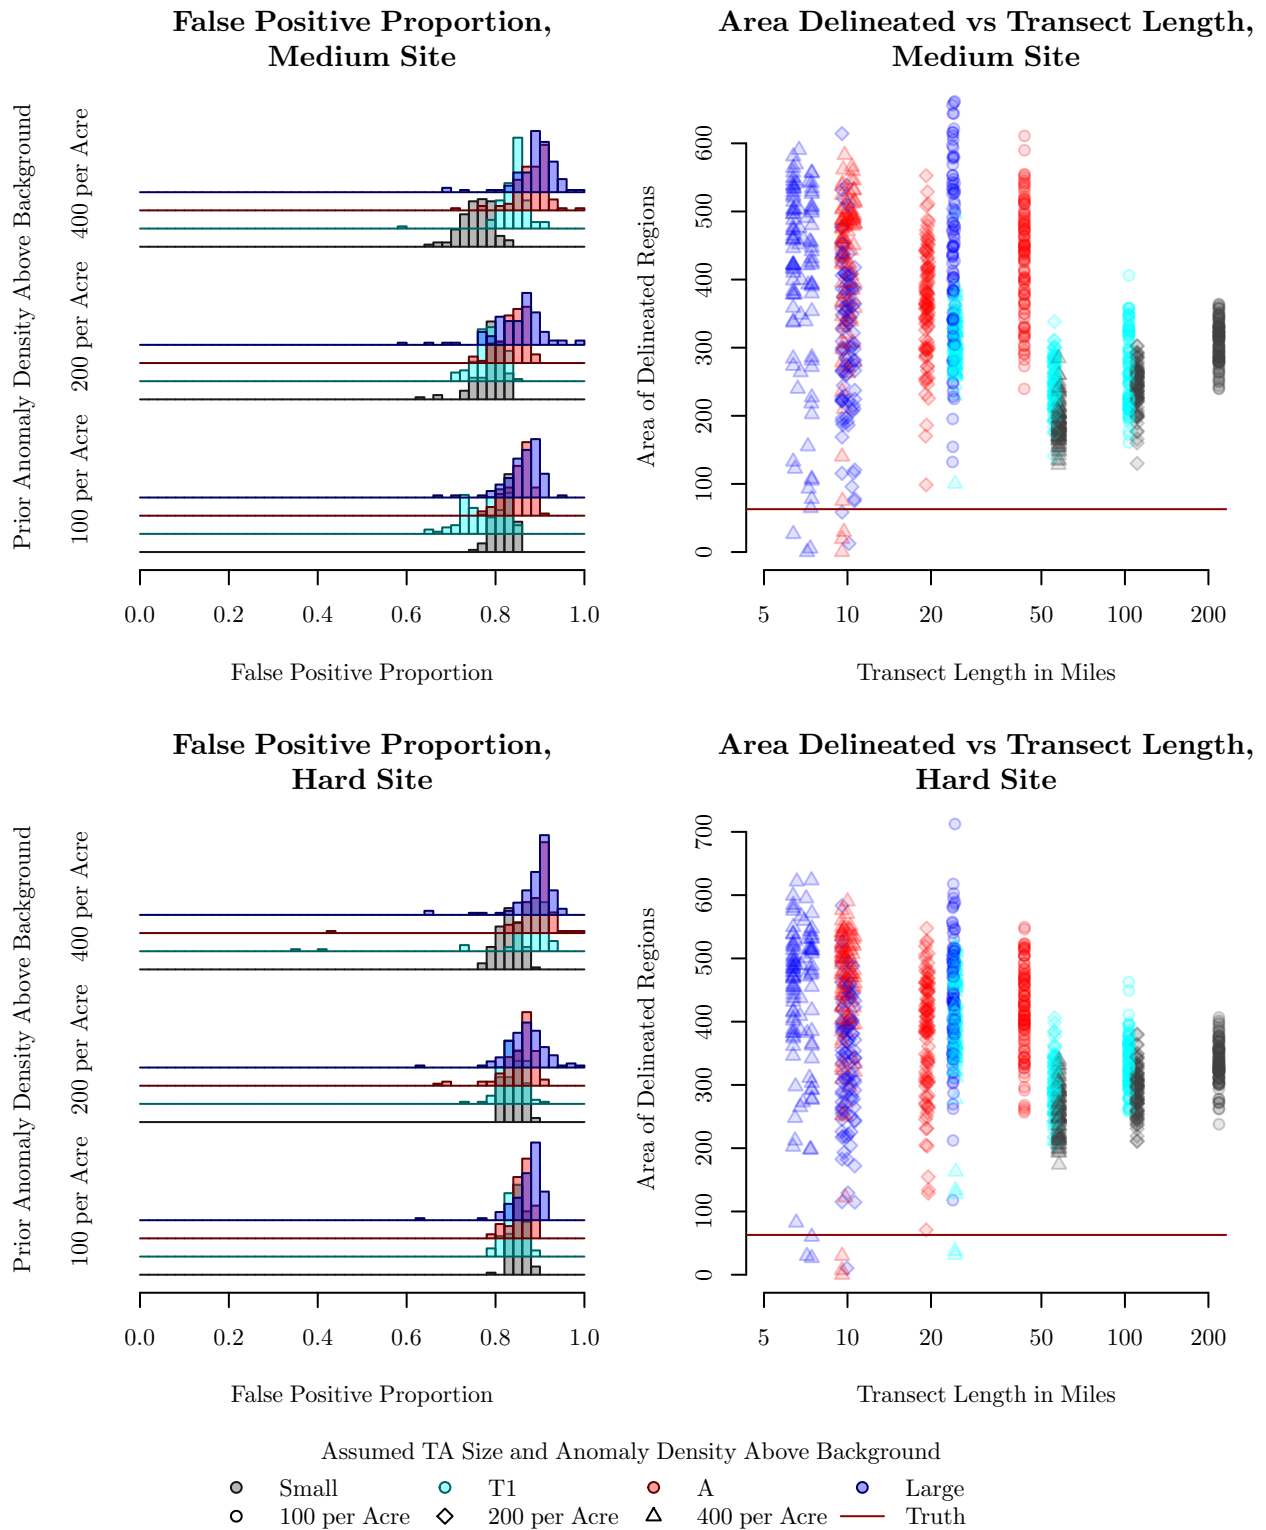 False Positive Proportion,
Medium Site
Prior Anomaly Density Above Background
400 per Acre
200 per Acre
100 per Acre
0.0 0.2 0.4 0.6 0.8 1.0
False Positive Proportion
Area Delineated vs Transect Length,
Medium Site
Area of Delineated Regions
600
500
400
300
200
100
0
5 10 20 50 100 200
Transect Length in Miles
False Positive Proportion,
Hard Site
Prior Anomaly Density Above Background
400 per Acre
200 per Acre
100 per Acre
0.0 0.2 0.4 0.6 0.8 1.0
False Positive Proportion
Area Delineated vs Transect Length,
Hard Site
Area of Delineated Regions
700
600
500
400
300
200
100
0
5 10 20 50 100 200
Transect Length in Miles
Assumed TA Size and Anomaly Density Above Background
Small T1 A Large
100 per Acre 200 per Acre 400 per Acre Truth